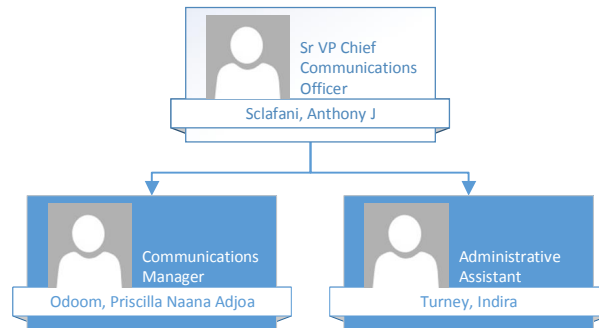 Sr VP Chief
Communications
Officer
Sclafani, Anthony J
Communications
Manager
Odoom, Priscilla Naana Adjoa
Administrative
Assistant
Turney, Indira